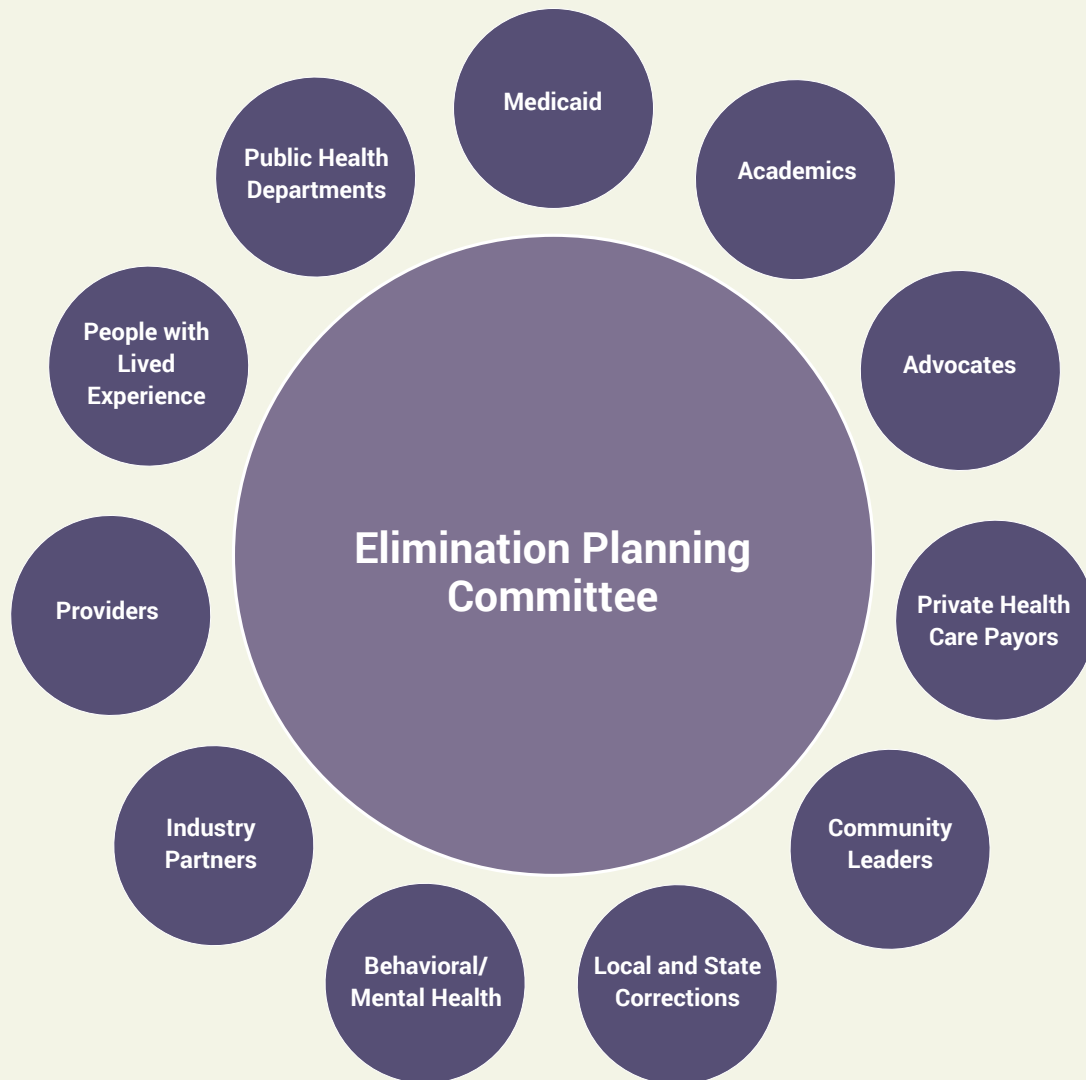 Medicaid
Academics
Advocates
Private Health
Care Payors
Community
Leaders
Local and State
Corrections
Behavioral/
Mental Health
Industry
Partners
Providers
People with
Lived
Experience
Public Health
Departments
Elimination Planning
Committee